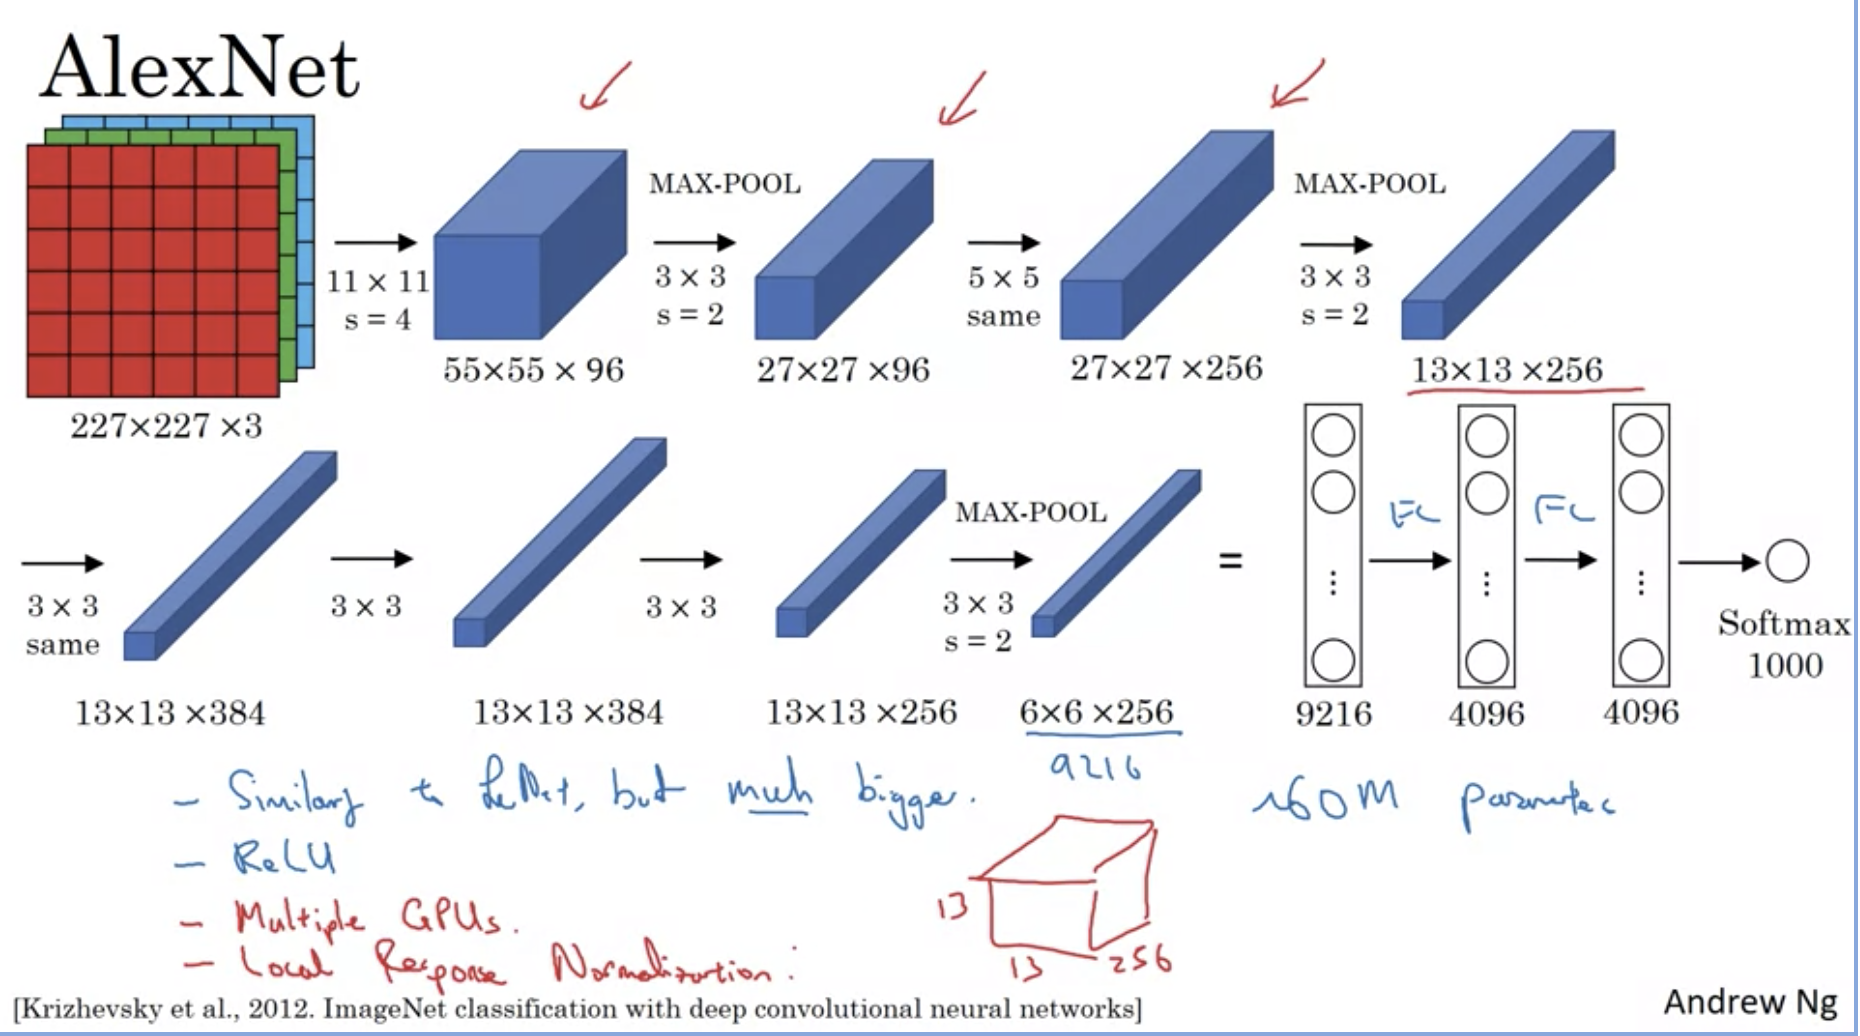 AlexNet
MAX-POOL
MAX-POOL
11 × 11
s = 4
3 × 3
s = 2
5 × 5
same
3 × 3
s = 2
227×227 ×3
55×55 × 96
27×27 ×96
27×27 ×256
13×13 ×256
MAX-POOL
FC
FC
3 × 3
same
3 × 3
3 × 3
3 × 3
s = 2
=
Softmax
1000
13×13 ×384
13×13 ×384
13×13 ×256
6×6 ×256
9216
4096
4096
9216
- to LeNet, but much bigger.
~60M
- ReLU
- Multiple GPUs.
- Local Response Normalization.
13
13
256
[Krizhevsky et al., 2012. ImageNet classification with deep convolutional neural networks]
Andrew Ng